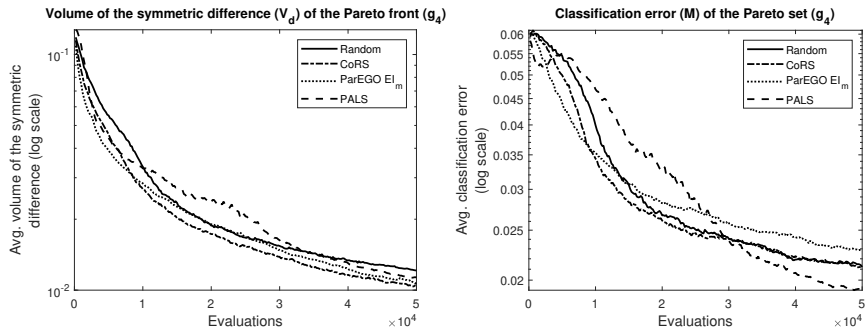 Volume of the symmetric difference (V_d) of the Pareto front (g_4)
Avg. volume of the symmetric
difference (log scale)
10^-1
10^-2
Random
CoRS
ParEGO EI_m
PALS
0 1 2 3 4 5
Evaluations
×10^4
Classification error (M) of the Pareto set (g_4)
Avg. classification error
(log scale)
0.06
0.055
0.05
0.045
0.04
0.035
0.03
0.025
0.02
Random
CoRS
ParEGO EI_m
PALS
0 1 2 3 4 5
Evaluations
×10^4